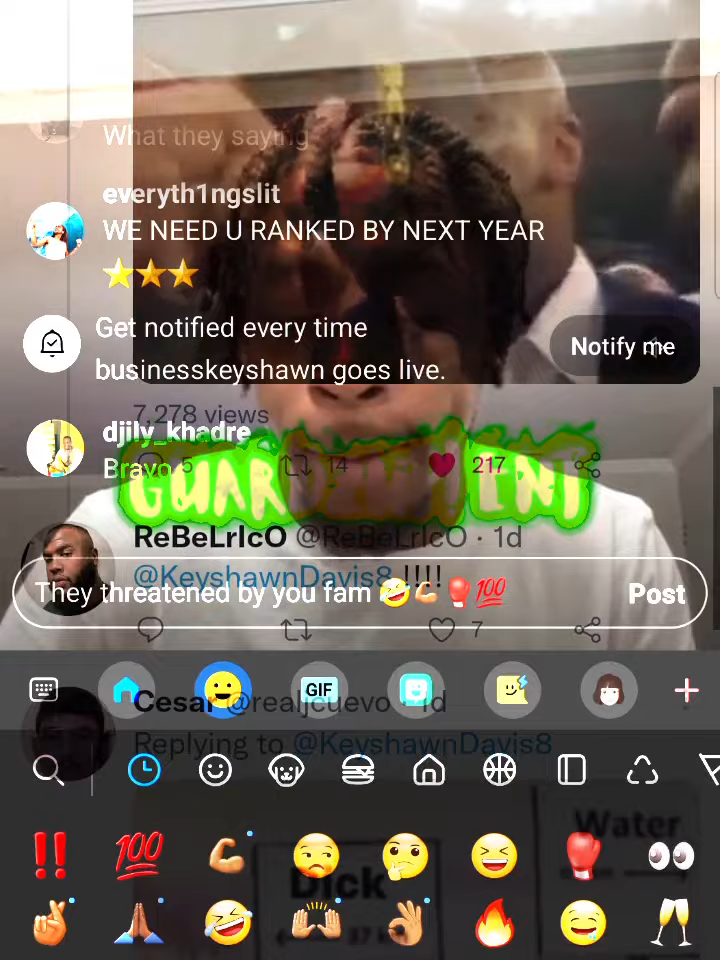 What they saying
everyth1ngslit
WE NEED U RANKED BY NEXT YEAR
⭐⭐⭐
Get notified every time
businesskeyshawn goes live.
Notify me
7,278 views
djily_khadre
Bravo
5 14 217
ReBeLrIcO @ReBeLrIcO · 1d
@KeyshawnDavis8 !!!!
They threatened by you fam 🤣💪🏽🥊💯
Post
7
GIF
Cesar @realjcuevo · 1d
Replying to @KeyshawnDavis8
Water
Dick